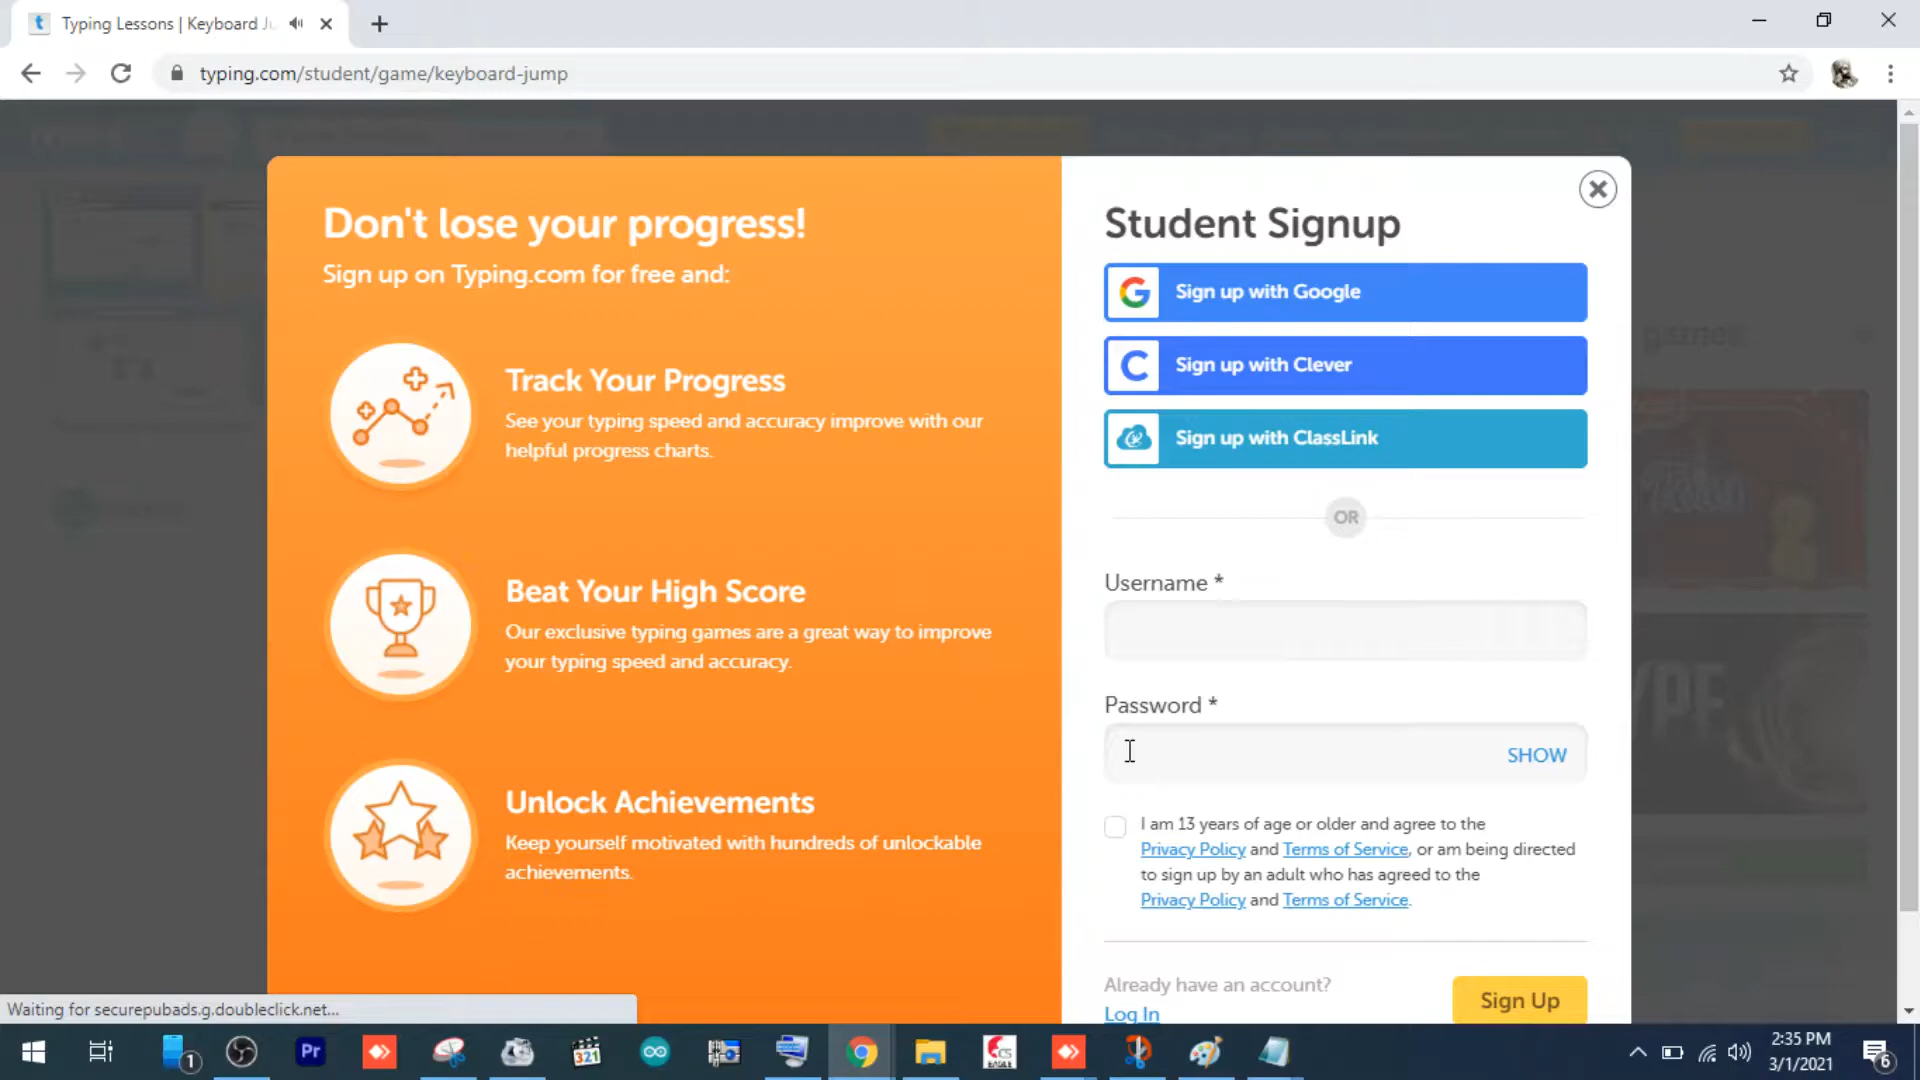 Typing Lessons | Keyboard Ju
typing.com/student/game/keyboard-jump
Don't lose your progress!
Sign up on Typing.com for free and:
Track Your Progress
See your typing speed and accuracy improve with our
helpful progress charts.
Beat Your High Score
Our exclusive typing games are a great way to improve
your typing speed and accuracy.
Unlock Achievements
Keep yourself motivated with hundreds of unlockable
achievements.
Student Signup
Sign up with Google
Sign up with Clever
Sign up with ClassLink
OR
Username *
Password *
SHOW
I am 13 years of age or older and agree to the
Privacy Policy and Terms of Service, or am being directed
to sign up by an adult who has agreed to the
Privacy Policy and Terms of Service.
Already have an account?
Log In
Sign Up
games
Waiting for securepubads.g.doubleclick.net...
1
Pr
321
CS
EAGLE
2:35 PM
3/1/2021
6